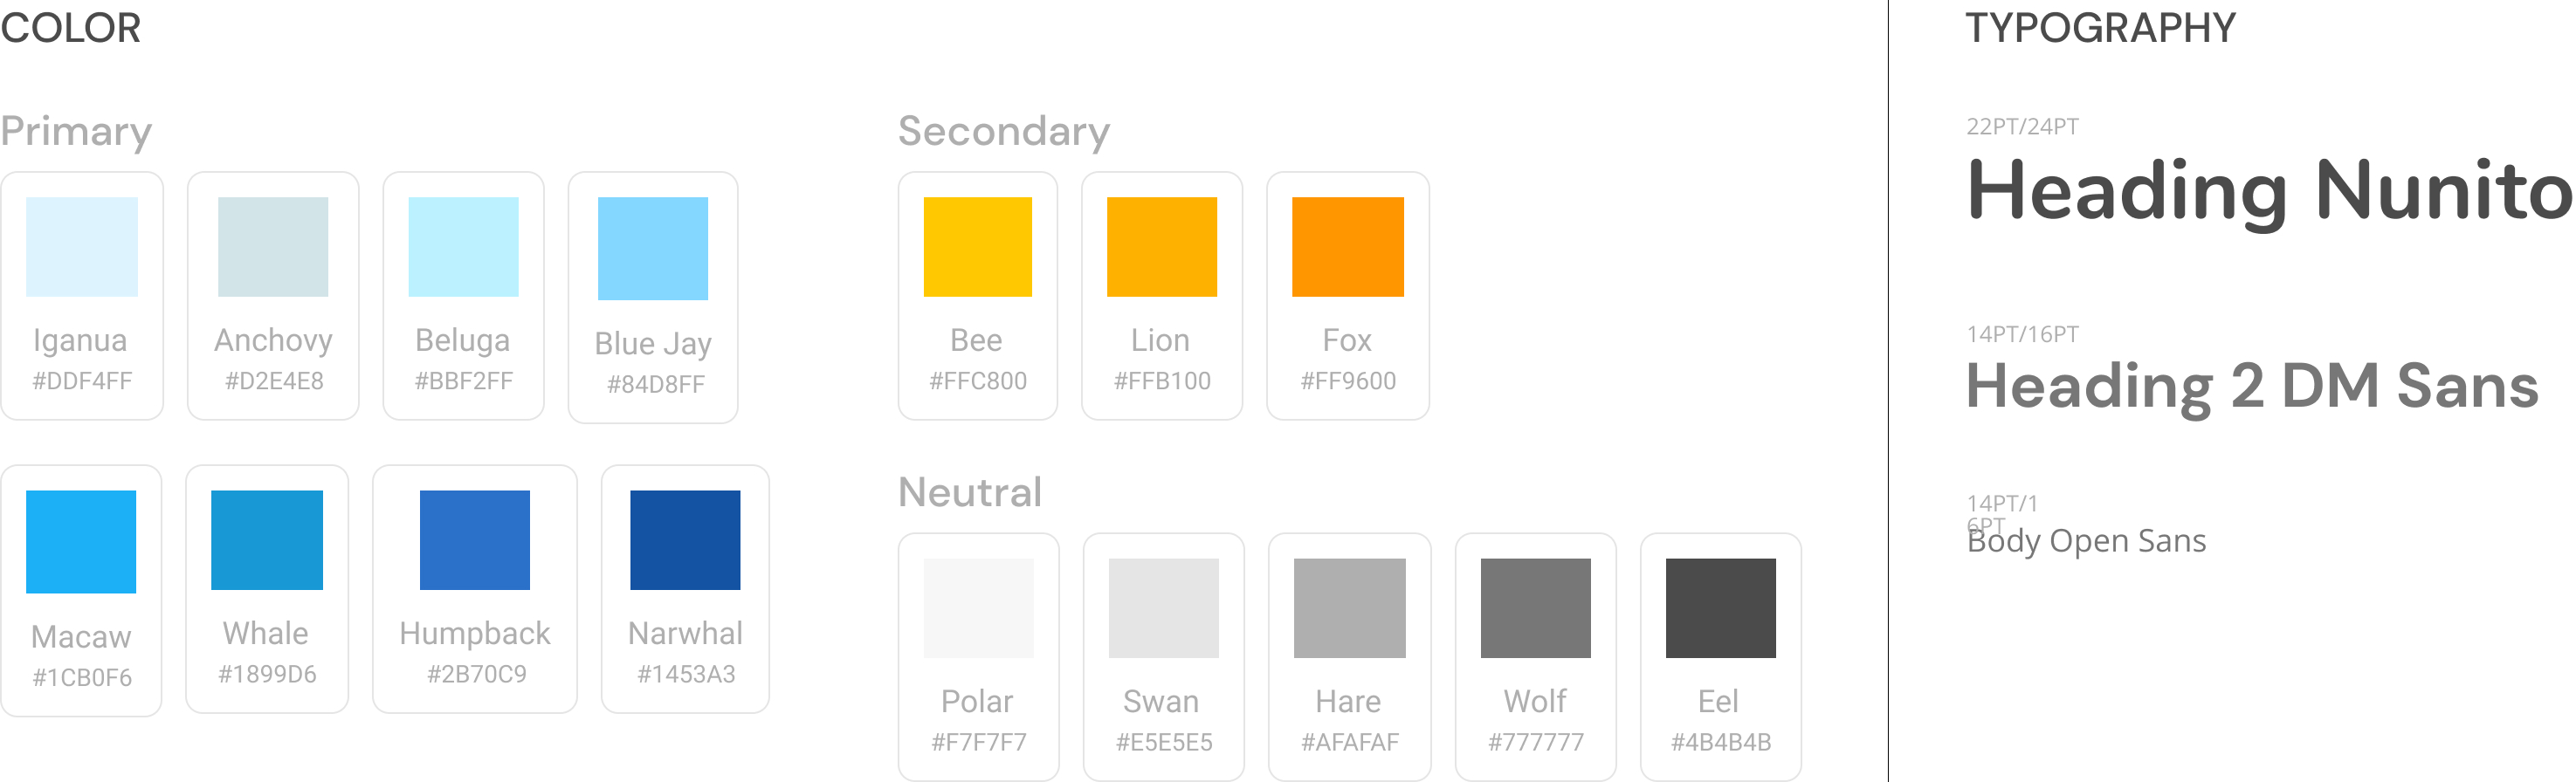 COLOR
Primary
Iganua
#DDF4FF
Anchovy
#D2E4E8
Beluga
#BBF2FF
Blue Jay
#84D8FF
Macaw
#1CB0F6
Whale
#1899D6
Humpback
#2B70C9
Narwhal
#1453A3
Secondary
Bee
#FFC800
Lion
#FFB100
Fox
#FF9600
Neutral
Polar
#F7F7F7
Swan
#E5E5E5
Hare
#AFAFAF
Wolf
#777777
Eel
#4B4B4B
TYPOGRAPHY
22PT/24PT
Heading Nunito
14PT/16PT
Heading 2 DM Sans
14PT/1
6PT
Body Open Sans